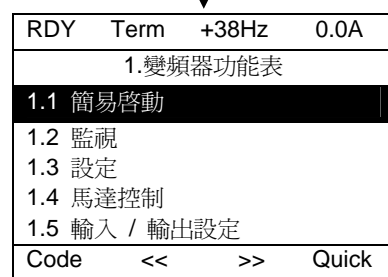 RDY Term +38Hz 0.0A
1.變頻器功能表
1.1 簡易啓動
1.2 監視
1.3 設定
1.4 馬達控制
1.5 輸入 / 輸出設定
Code << >> Quick